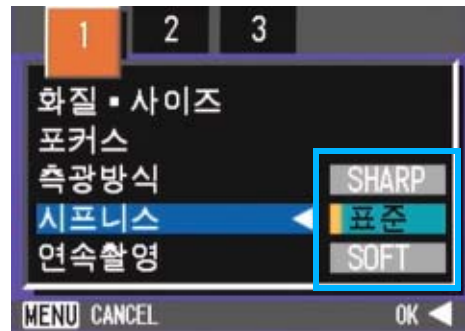 1 2 3
화질▪사이즈
포커스
측광방식 SHARP
시프니스 ◀ 표준
연속촬영 SOFT
MENU CANCEL OK ◀